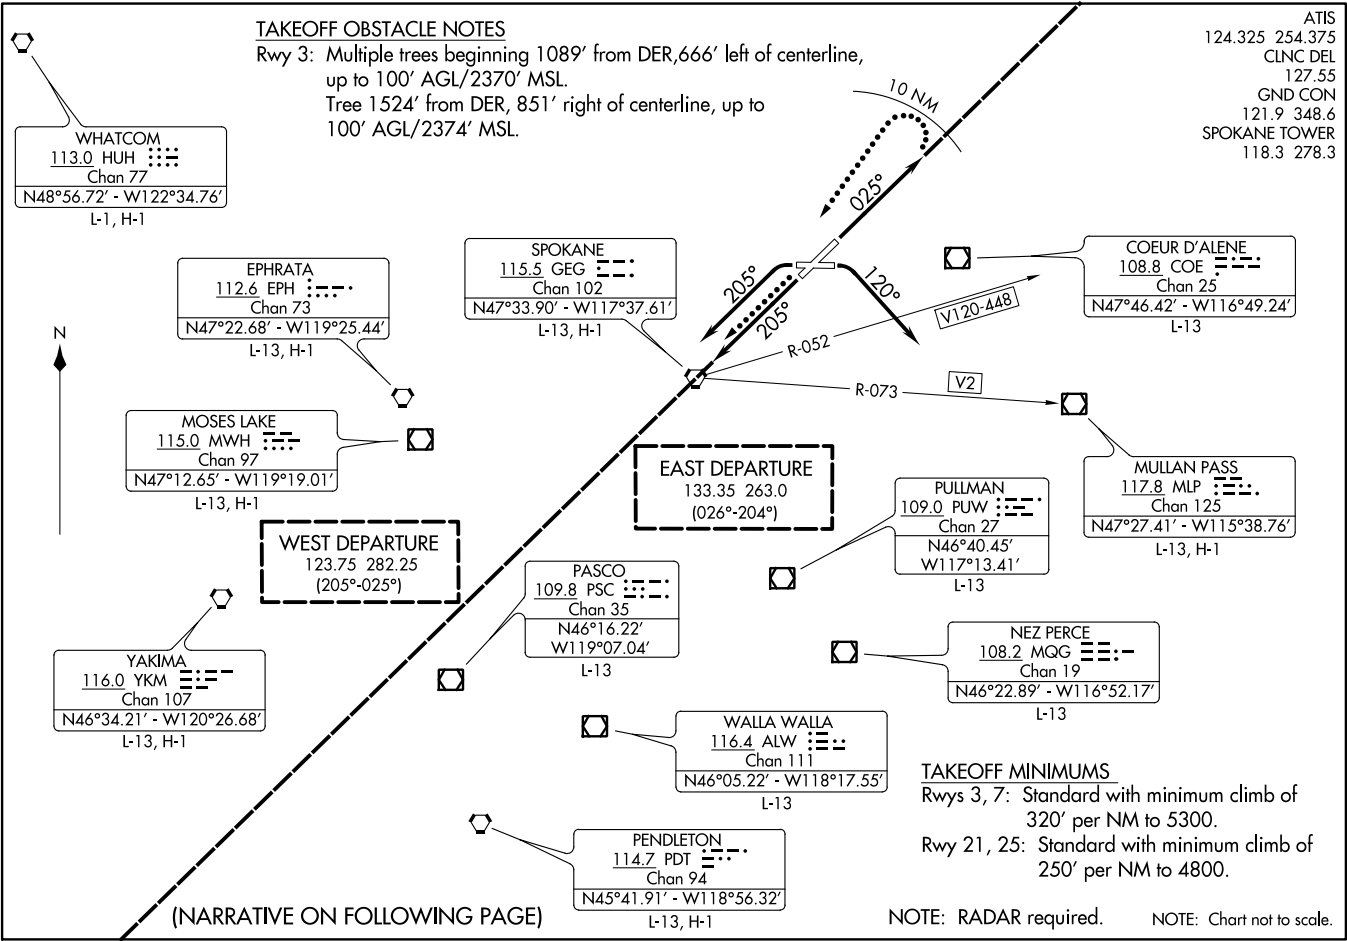 TAKEOFF OBSTACLE NOTES
Rwy 3: Multiple trees beginning 1089' from DER,666' left of centerline,
up to 100' AGL/2370' MSL.
Tree 1524' from DER, 851' right of centerline, up to
100' AGL/2374' MSL.
ATIS
124.325 254.375
CLNC DEL
127.55
GND CON
121.9 348.6
SPOKANE TOWER
118.3 278.3
10 NM
WHATCOM
113.0 HUH
Chan 77
N48°56.72' - W122°34.76'
L-1, H-1
025°
EPHRATA
112.6 EPH
Chan 73
N47°22.68' - W119°25.44'
L-13, H-1
SPOKANE
115.5 GEG
Chan 102
N47°33.90' - W117°37.61'
L-13, H-1
205°
205°
120°
COEUR D'ALENE
108.8 COE
Chan 25
N47°46.42' - W116°49.24'
L-13
V120-448
R-052
R-073
V2
N
MOSES LAKE
115.0 MWH
Chan 97
N47°12.65' - W119°19.01'
L-13, H-1
EAST DEPARTURE
133.35 263.0
(026°-204°)
MULLAN PASS
117.8 MLP
Chan 125
N47°27.41' - W115°38.76'
L-13, H-1
PULLMAN
109.0 PUW
Chan 27
N46°40.45'
W117°13.41'
L-13
WEST DEPARTURE
123.75 282.25
(205°-025°)
PASCO
109.8 PSC
Chan 35
N46°16.22'
W119°07.04'
L-13
NEZ PERCE
108.2 MQG
Chan 19
N46°22.89' - W116°52.17'
L-13
YAKIMA
116.0 YKM
Chan 107
N46°34.21' - W120°26.68'
L-13, H-1
WALLA WALLA
116.4 ALW
Chan 111
N46°05.22' - W118°17.55'
L-13
TAKEOFF MINIMUMS
Rwys 3, 7: Standard with minimum climb of
320' per NM to 5300.
Rwy 21, 25: Standard with minimum climb of
250' per NM to 4800.
PENDLETON
114.7 PDT
Chan 94
N45°41.91' - W118°56.32'
L-13, H-1
(NARRATIVE ON FOLLOWING PAGE)
NOTE: RADAR required.
NOTE: Chart not to scale.